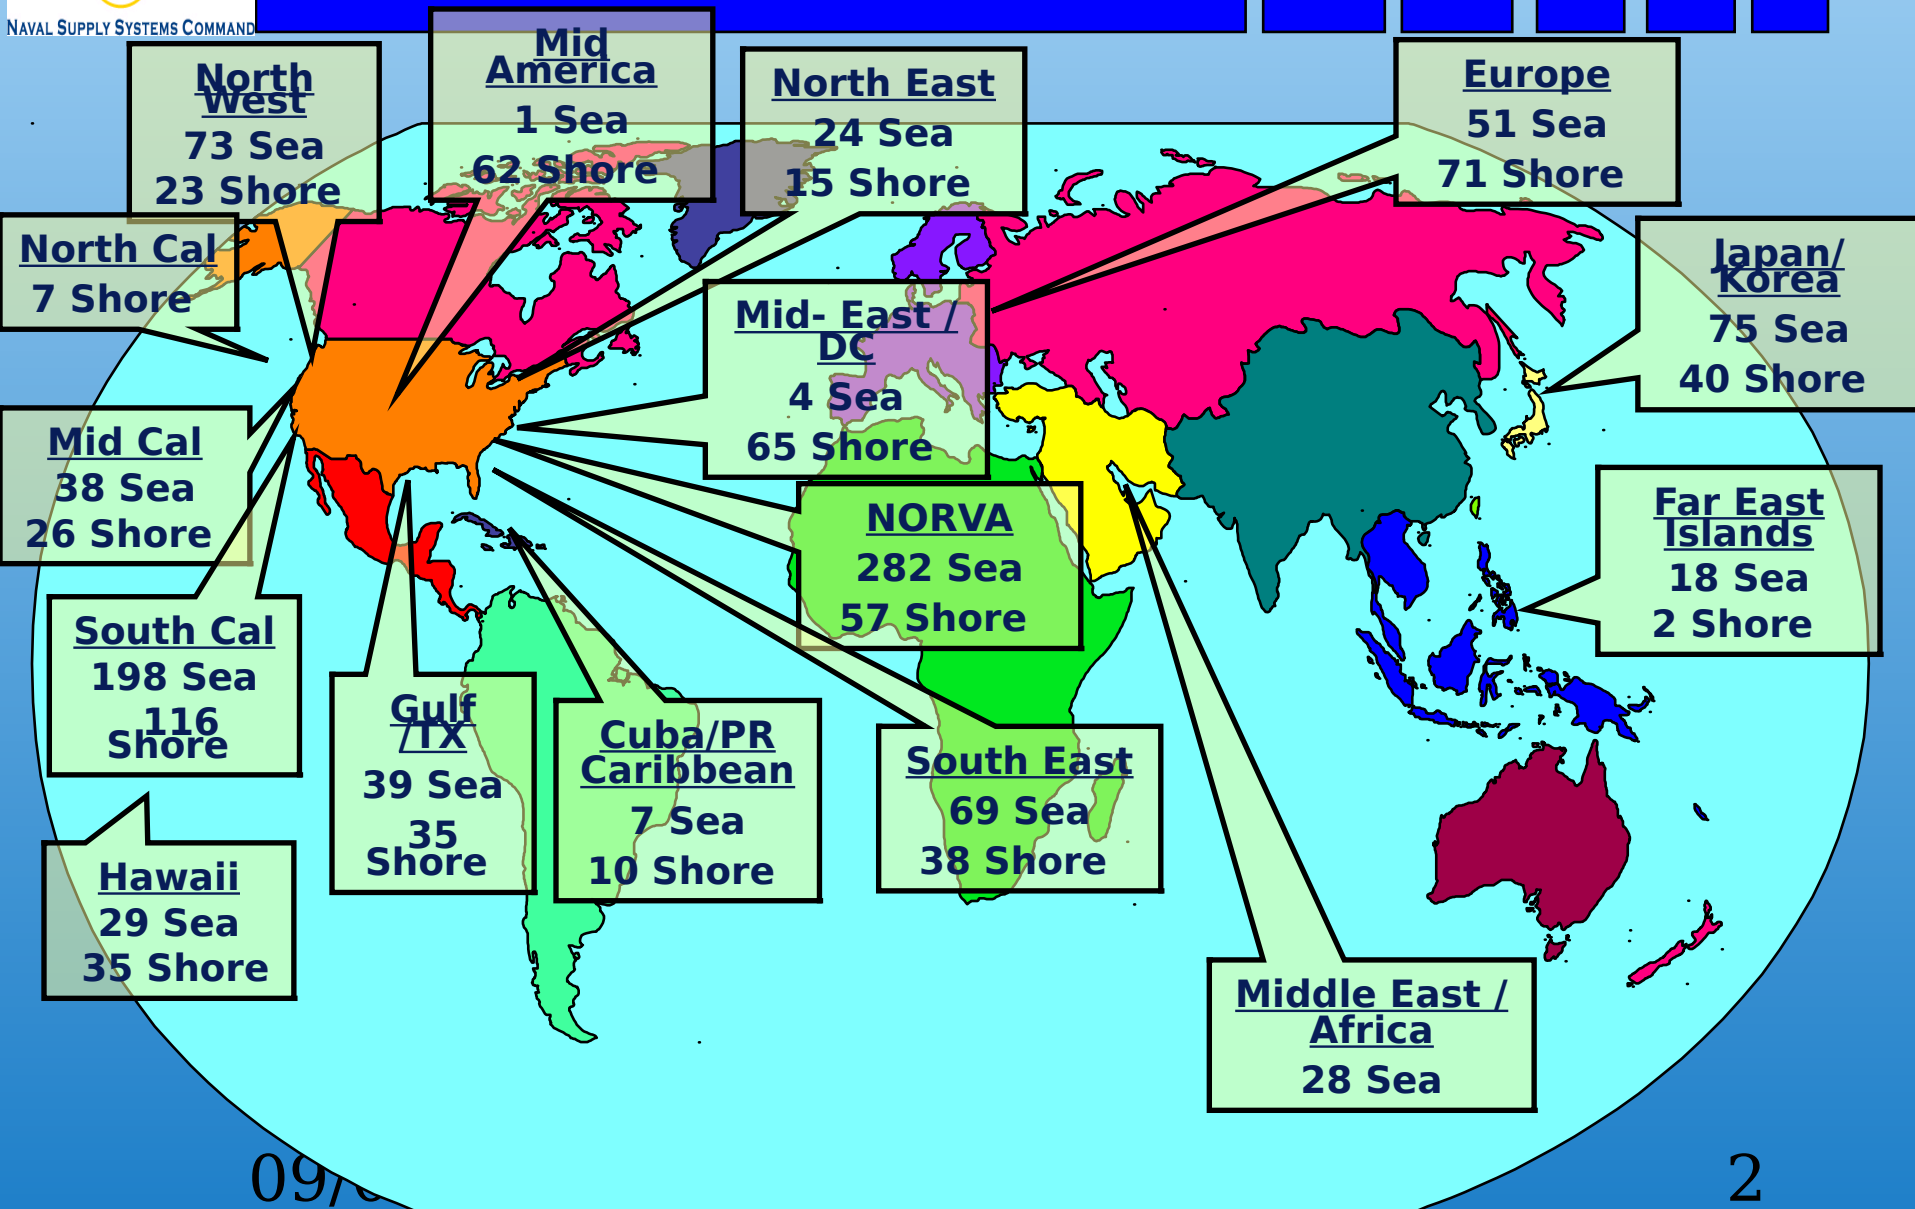 NAVAL SUPPLY SYSTEMS COMMAND
North
West
73 Sea
23 Shore
Mid
America
1 Sea
62 Shore
North East
24 Sea
15 Shore
Europe
51 Sea
71 Shore
North Cal
7 Shore
Japan/
Korea
75 Sea
40 Shore
Mid- East /
DC
4 Sea
65 Shore
Mid Cal
38 Sea
26 Shore
NORVA
282 Sea
57 Shore
Far East
Islands
18 Sea
2 Shore
South Cal
198 Sea
116
Shore
Gulf
/TX
39 Sea
35
Shore
Cuba/PR
Caribbean
7 Sea
10 Shore
South East
69 Sea
38 Shore
Hawaii
29 Sea
35 Shore
Middle East /
Africa
28 Sea
09/
2